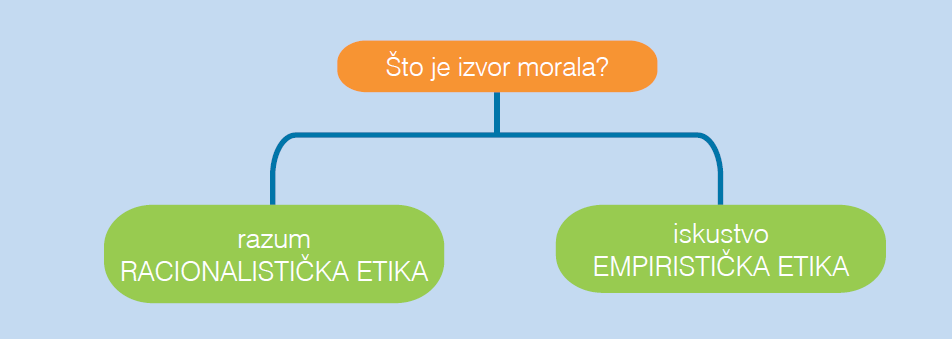 Što je izvor morala?
razum
RACIONALISTIČKA ETIKA
iskustvo
EMPIRISTIČKA ETIKA